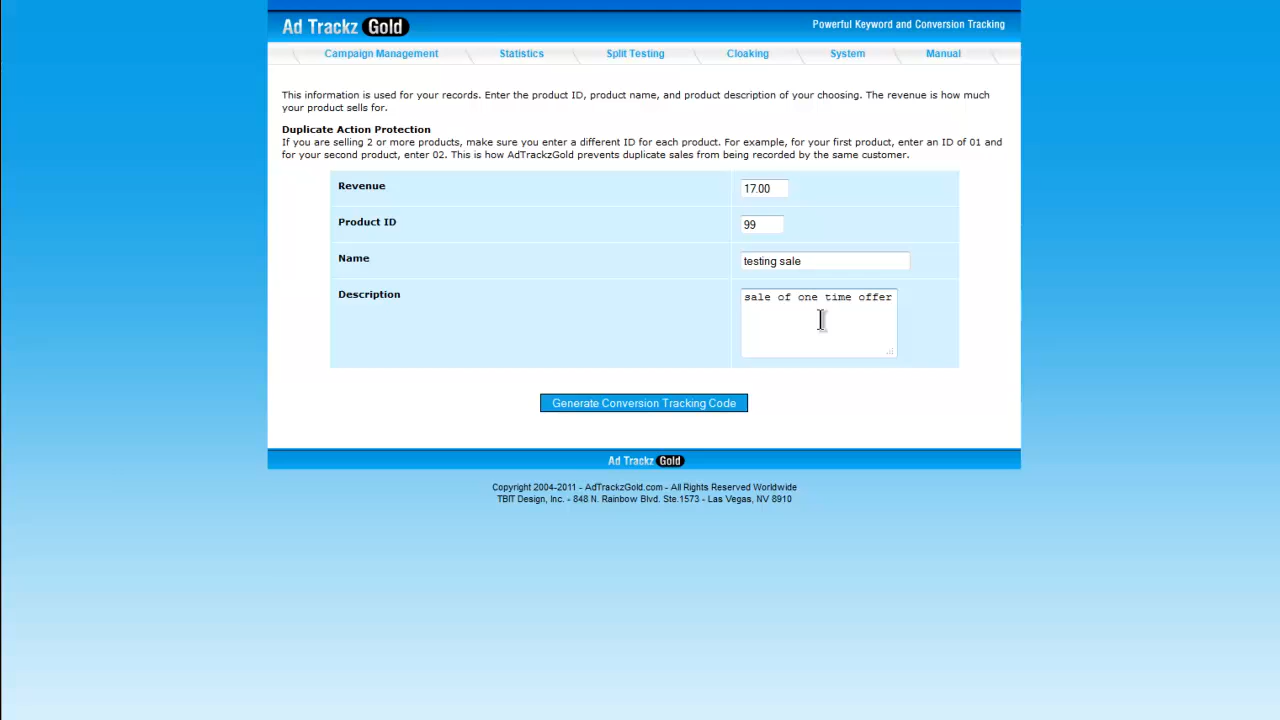 Ad Trackz Gold
Powerful Keyword and Conversion Tracking
Campaign Management Statistics Split Testing Cloaking System Manual
This information is used for your records. Enter the product ID, product name, and product description of your choosing. The revenue is how much
your product sells for.
Duplicate Action Protection
If you are selling 2 or more products, make sure you enter a different ID for each product. For example, for your first product, enter an ID of 01 and
for your second product, enter 02. This is how AdTrackzGold prevents duplicate sales from being recorded by the same customer.
Revenue 17.00
Product ID 99
Name testing sale
Description sale of one time offer
Generate Conversion Tracking Code
Ad Trackz Gold
Copyright 2004-2011 - AdTrackzGold.com - All Rights Reserved Worldwide
TBIT Design, Inc. - 848 N. Rainbow Blvd. Ste.1573 - Las Vegas, NV 8910